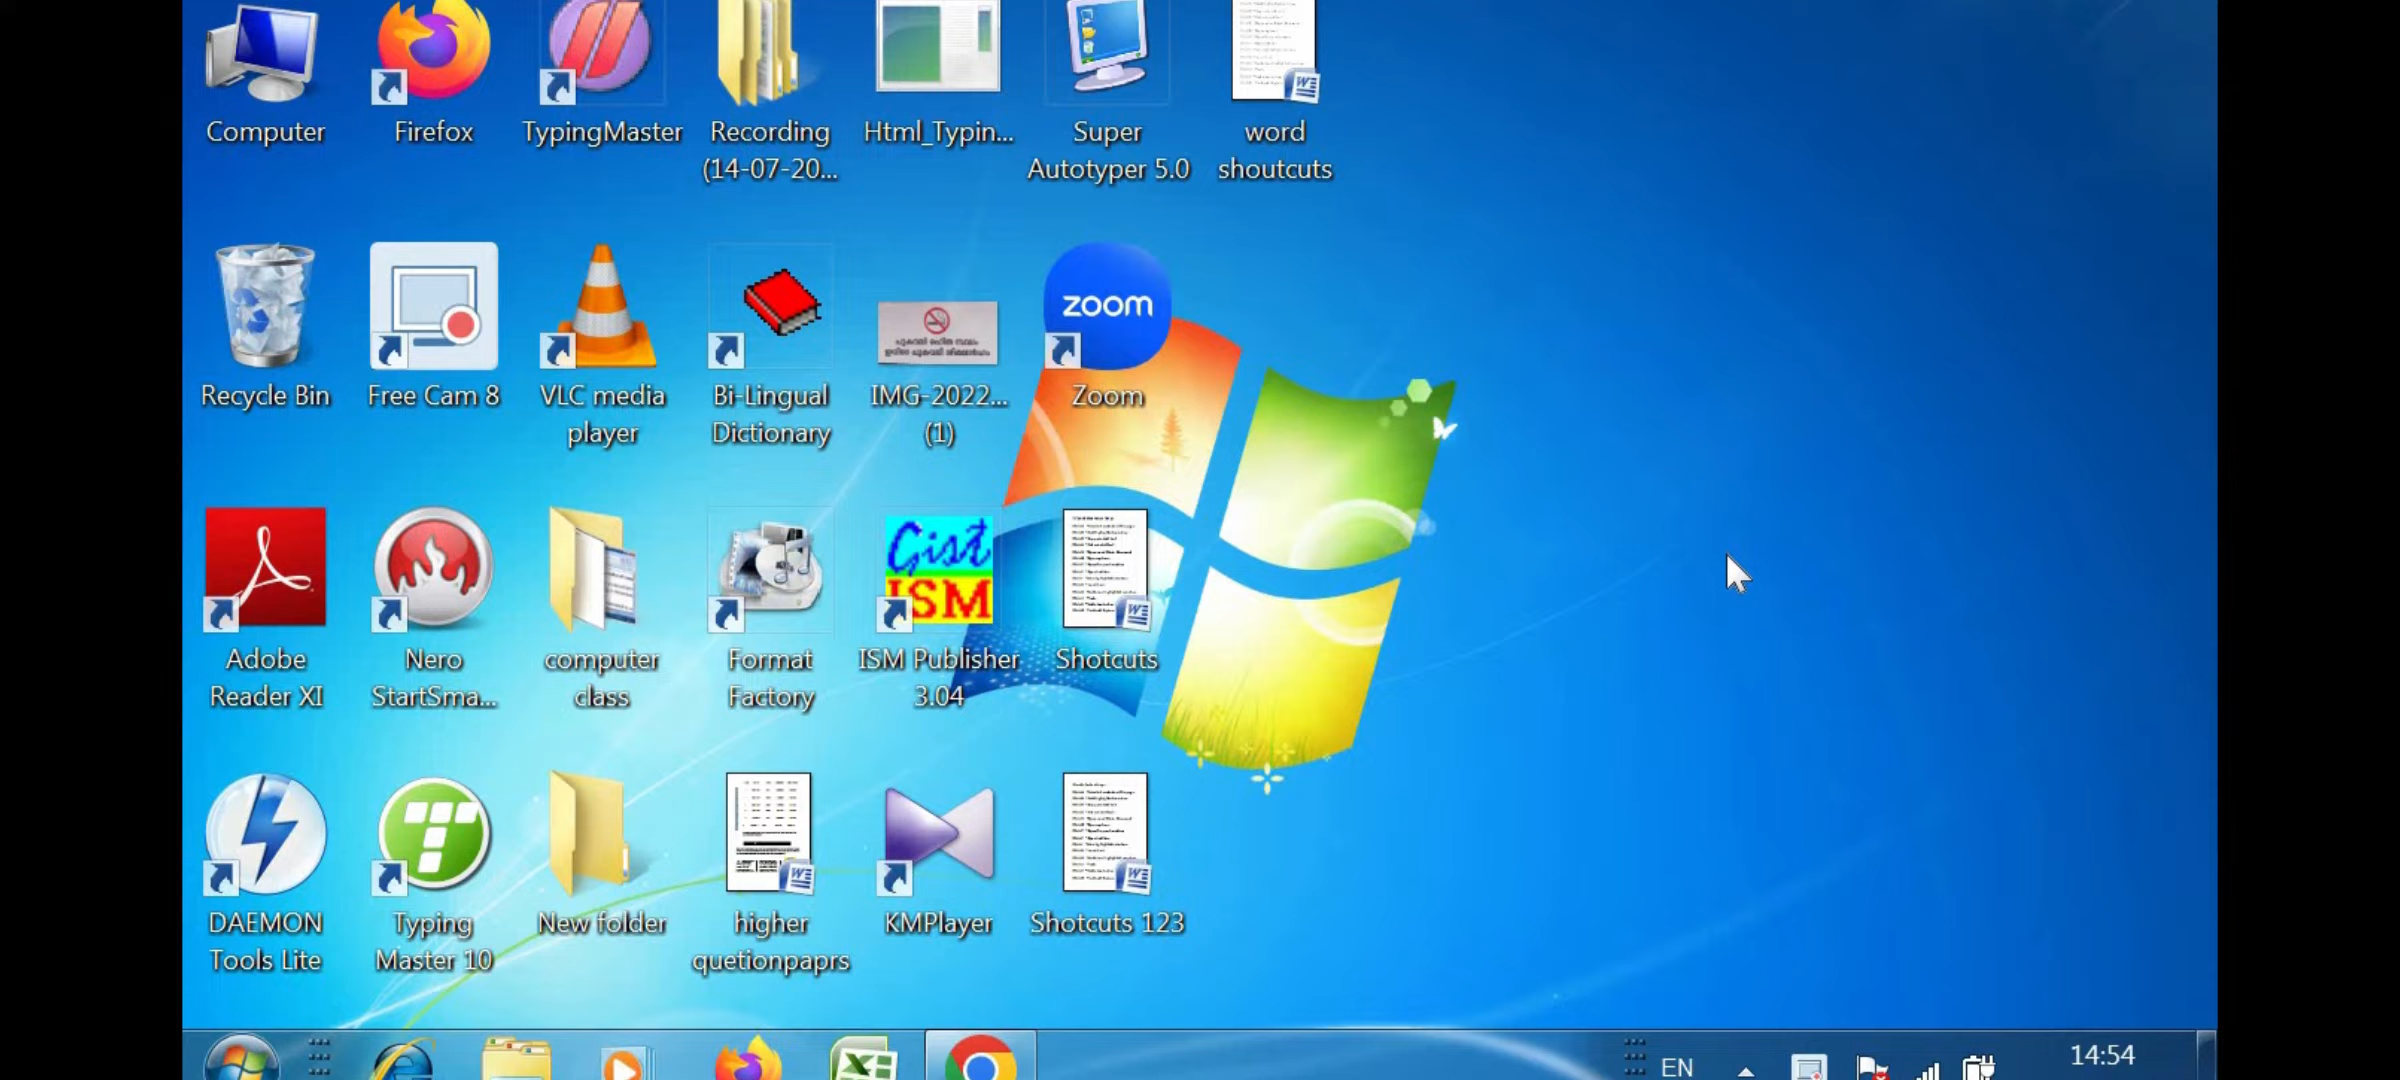 Computer
Firefox
TypingMaster
Recording
(14-07-20...
Html_Typin...
Super
Autotyper 5.0
word
shoutcuts
Recycle Bin
Free Cam 8
VLC media
player
Bi-Lingual
Dictionary
IMG-2022...
(1)
zoom
Zoom
Adobe
Reader XI
Nero
StartSma...
computer
class
Format
Factory
Gist
ISM
ISM Publisher
3.04
Shotcuts
DAEMON
Tools Lite
Typing
Master 10
New folder
higher
quetionpaprs
KMPlayer
Shotcuts 123
EN
14:54